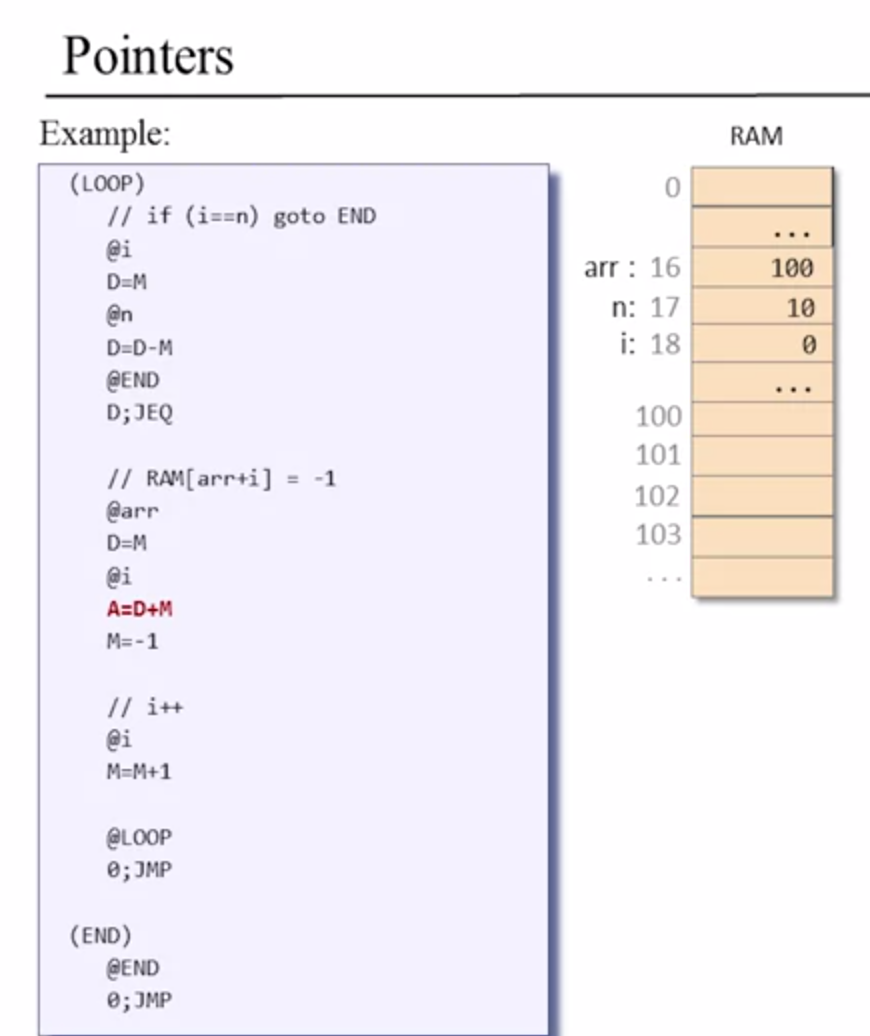 Pointers
Example:
(LOOP)
// if (i==n) goto END
@i
D=M
@n
D=D-M
@END
D;JEQ
// RAM[arr+i] = -1
@arr
D=M
@i
A=D+M
M=-1
// i++
@i
M=M+1
@LOOP
0;JMP
(END)
@END
0;JMP
RAM
0
...
arr : 16 100
n: 17 10
i: 18 0
...
100
101
102
103
...